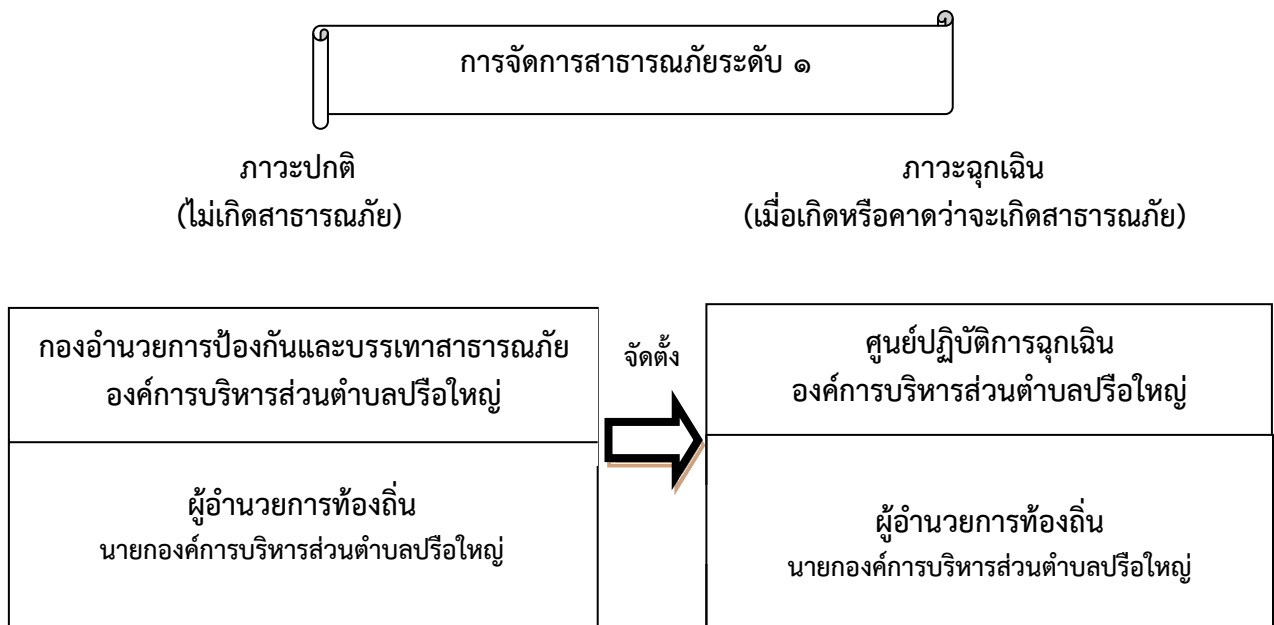 การจัดการสาธารณภัยระดับ ๑
ภาวะปกติ
(ไม่เกิดสาธารณภัย)
ภาวะฉุกเฉิน
(เมื่อเกิดหรือคาดว่าจะเกิดสาธารณภัย)
กองอำนวยการป้องกันและบรรเทาสาธารณภัย
องค์การบริหารส่วนตำบลปรือใหญ่
ผู้อำนวยการท้องถิ่น
นายกองค์การบริหารส่วนตำบลปรือใหญ่
จัดตั้ง
ศูนย์ปฏิบัติการฉุกเฉิน
องค์การบริหารส่วนตำบลปรือใหญ่
ผู้อำนวยการท้องถิ่น
นายกองค์การบริหารส่วนตำบลปรือใหญ่